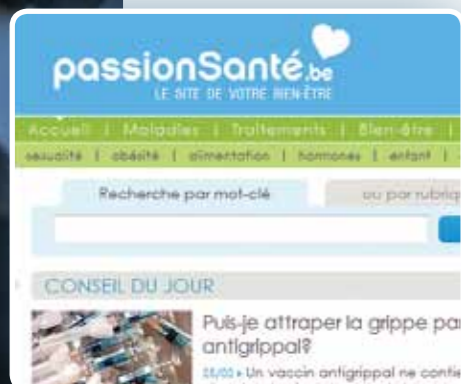 passionSanté.be
LE SITE DE VOTRE BIEN-ÊTRE
Accueil | Maladies | Traitements | Bien-être |
sexualité | obésité | alimentation | hormones | enfant |
Recherche par mot-clé
ou par rubriq
CONSEIL DU JOUR
Puis-je attraper la grippe par
antigrippal?
Un vaccin antigrippal ne contie